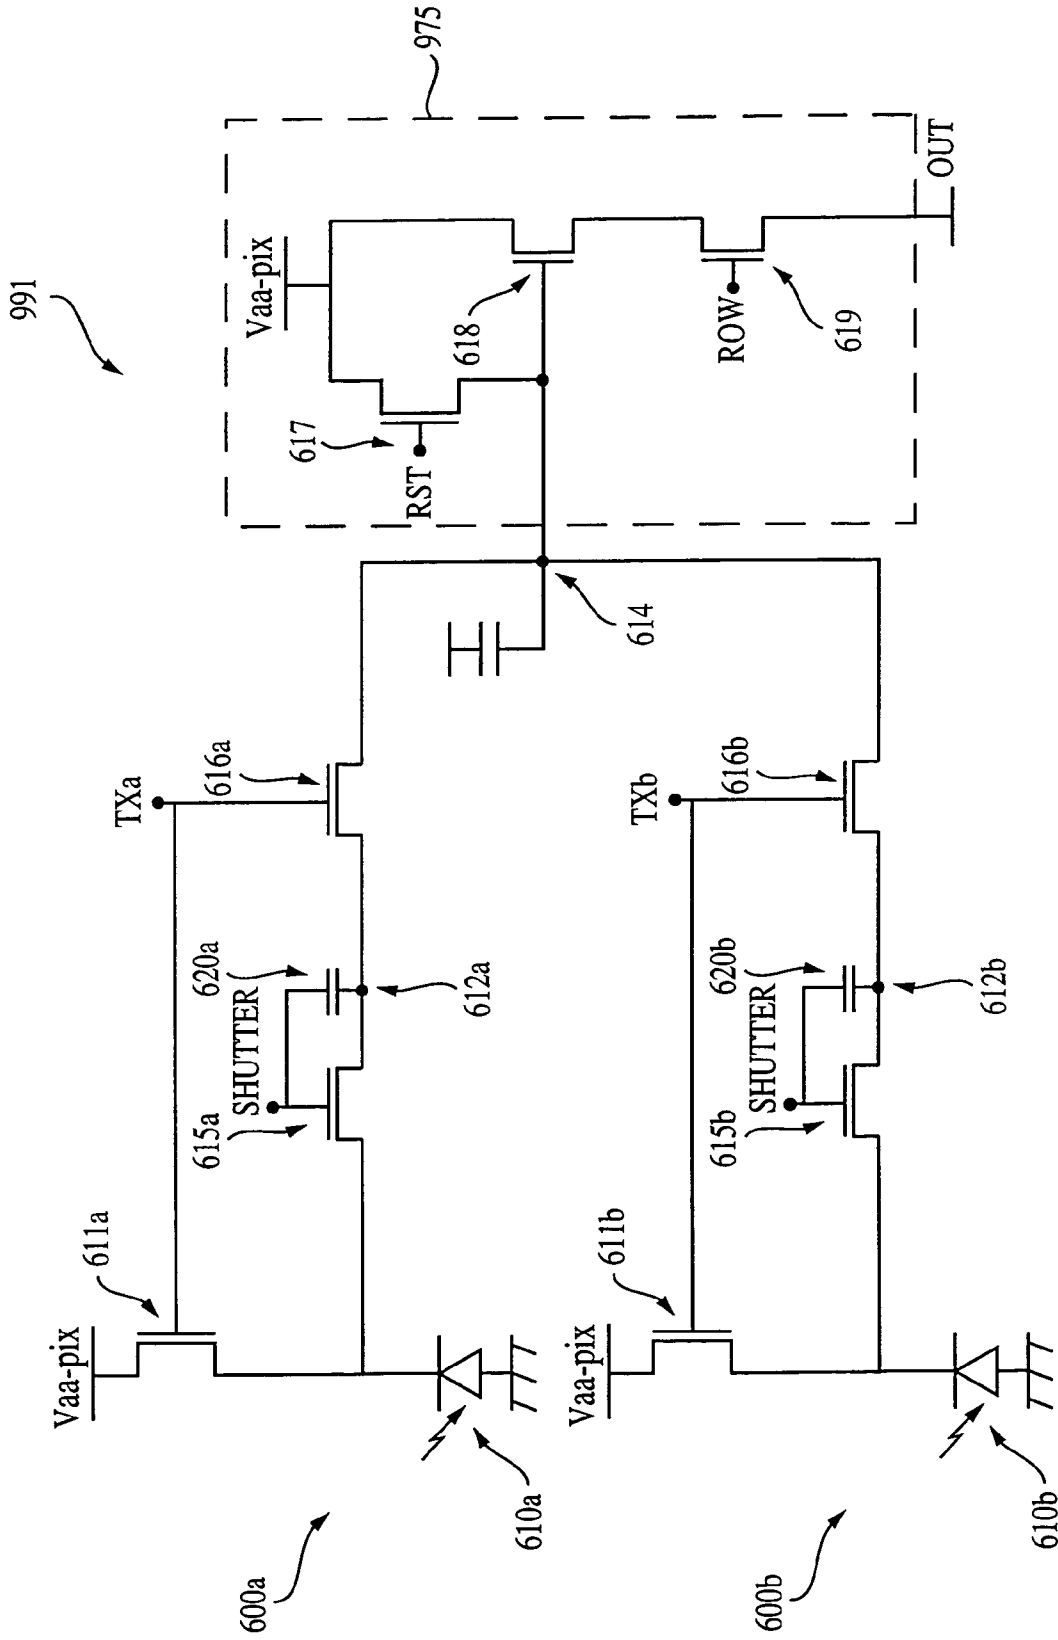 991
975
Vaa-pix
617
RST
618
ROW
619
OUT
614
TXa
616a
620a
SHUTTER
615a
612a
611a
Vaa-pix
610a
600a
TXb
616b
620b
SHUTTER
615b
612b
611b
Vaa-pix
610b
600b